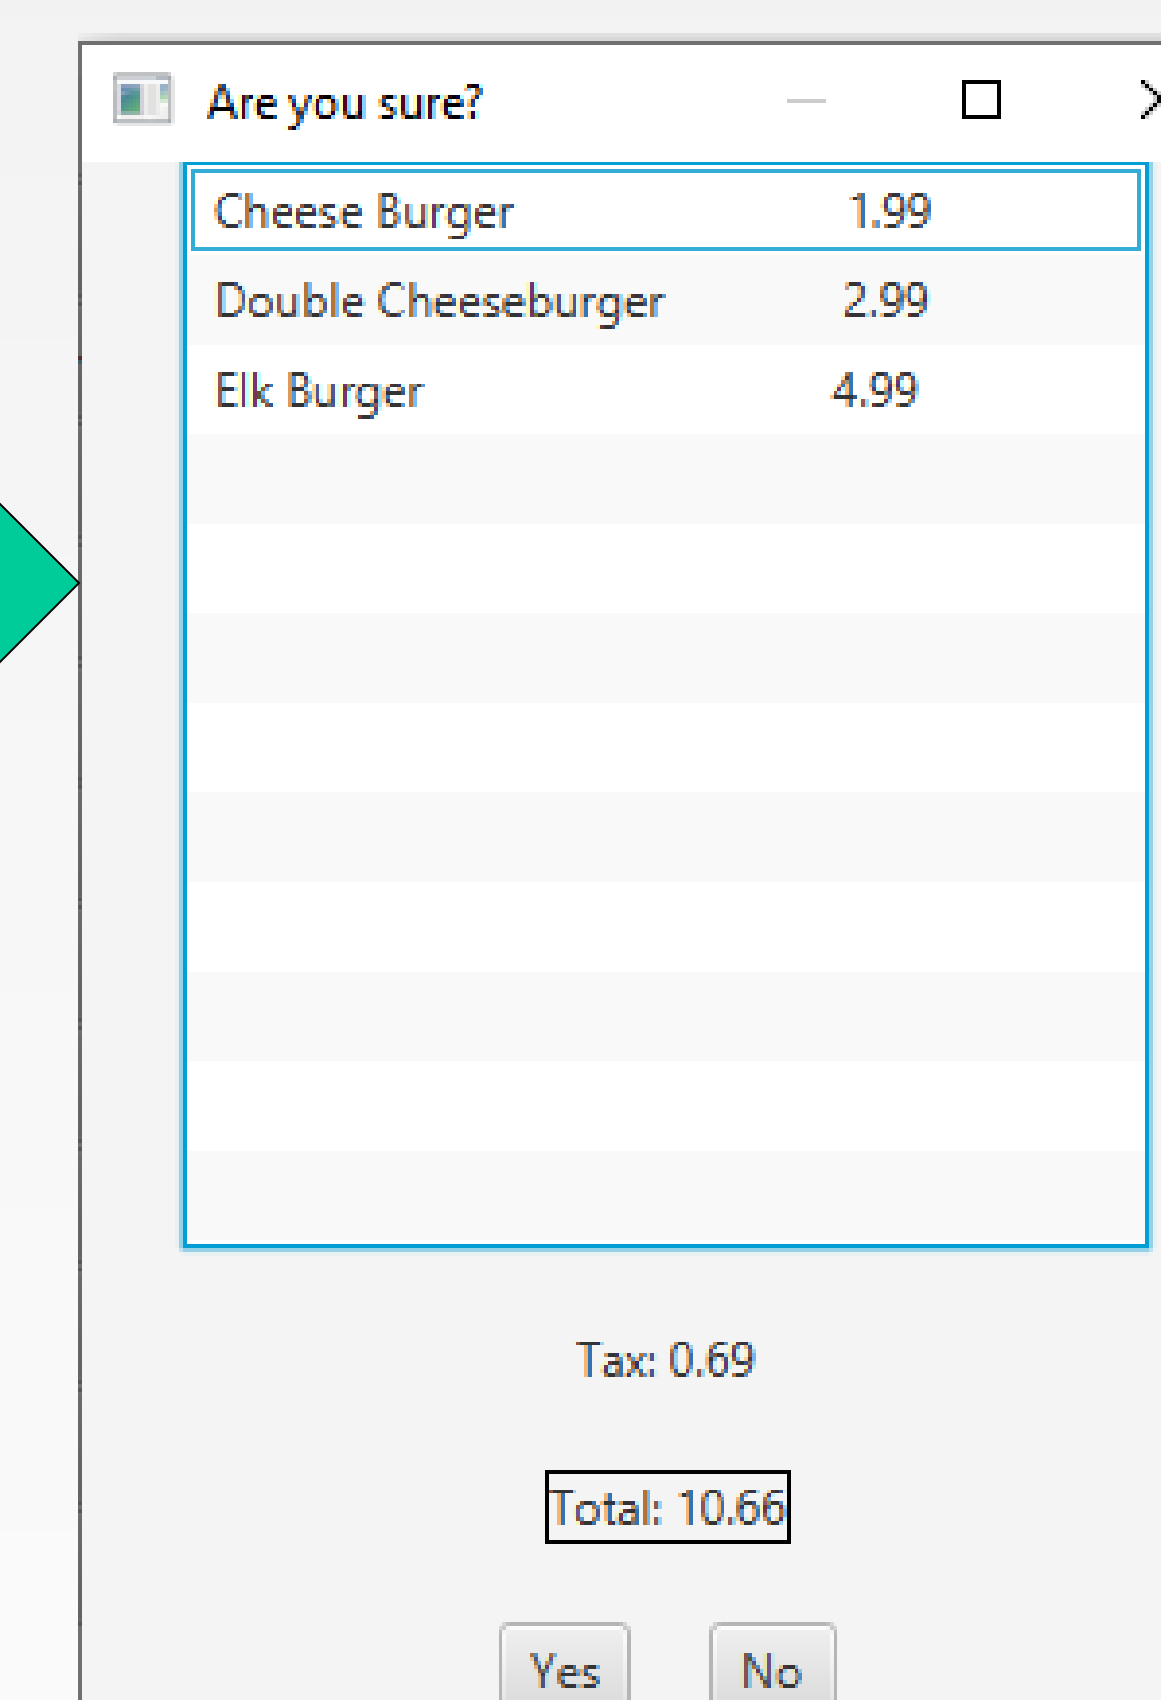 Are you sure?
Cheese Burger 1.99
Double Cheeseburger 2.99
Elk Burger 4.99
Tax: 0.69
Total: 10.66
Yes No